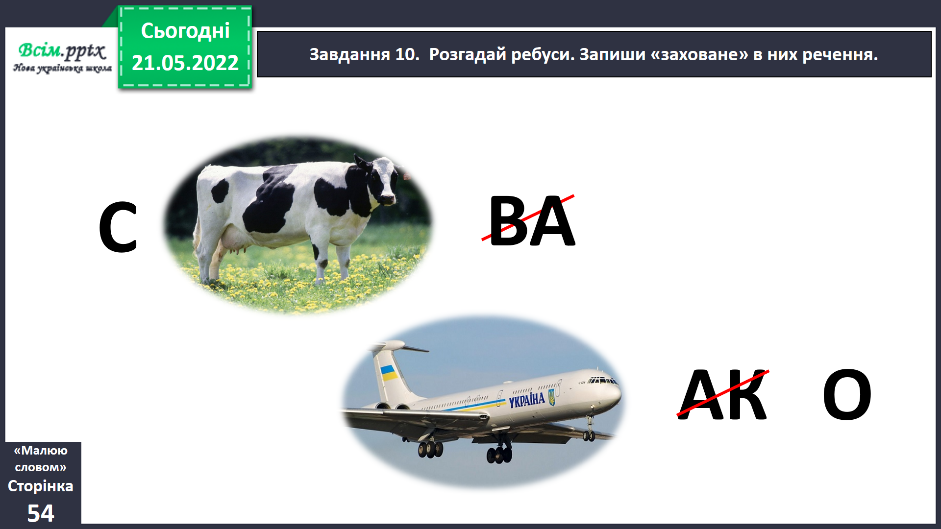 Всім.pptx
Нова українська школа
Сьогодні
21.05.2022
Завдання 10. Розгадай ребуси. Запиши «заховане» в них речення.
С
ВА
УКРАЇНА
АК О
«Малюю
словом»
Сторінка
54